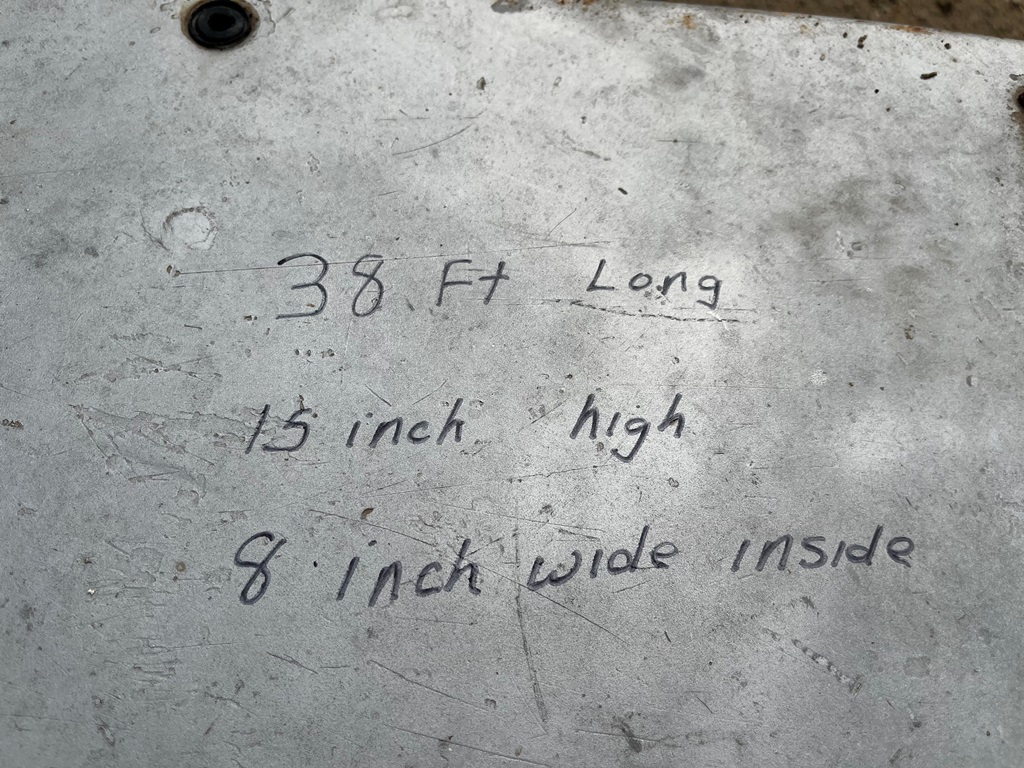 38 Ft Long
15 inch high
8 inch wide inside